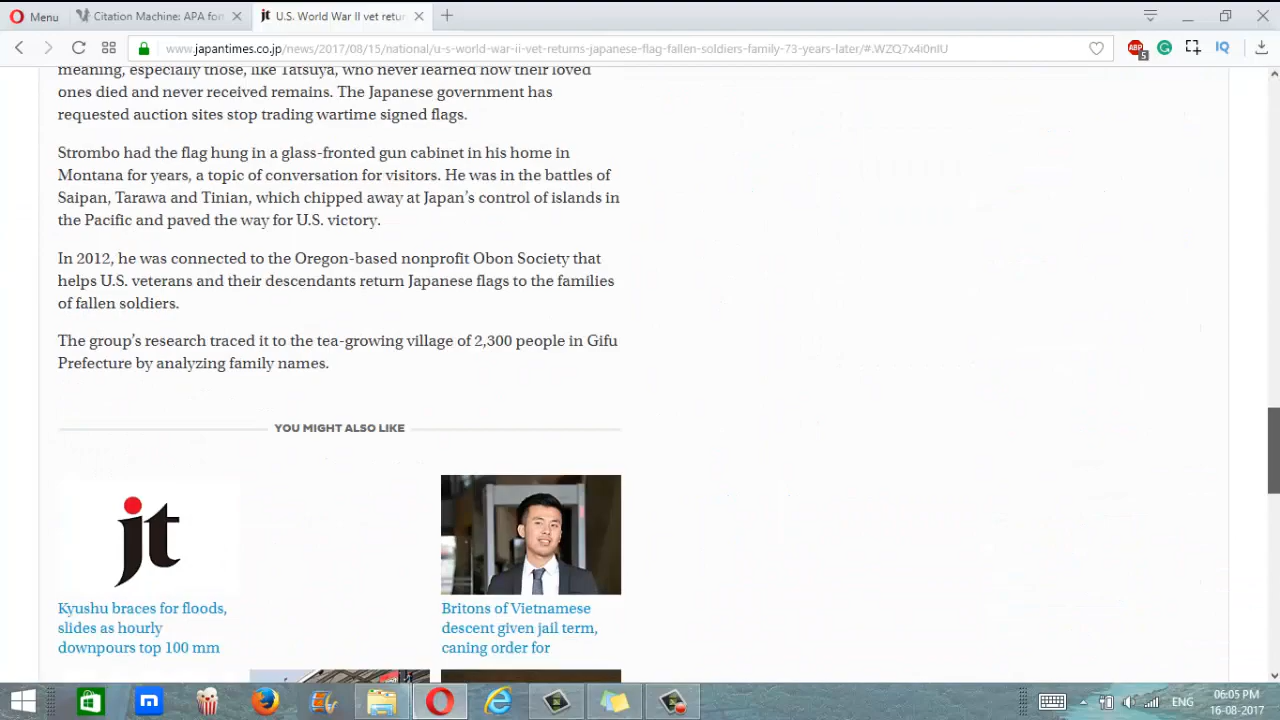 Menu
Citation Machine: APA for
U.S. World War II vet retur
www.japantimes.co.jp/news/2017/08/15/national/u-s-world-war-ii-vet-returns-japanese-flag-fallen-soldiers-family-73-years-later/#.WZQ7x4i0nIU
ABP
5
IQ
meaning, especially those, like Tatsuya, who never learned how their loved
ones died and never received remains. The Japanese government has
requested auction sites stop trading wartime signed flags.
Strombo had the flag hung in a glass-fronted gun cabinet in his home in
Montana for years, a topic of conversation for visitors. He was in the battles of
Saipan, Tarawa and Tinian, which chipped away at Japan’s control of islands in
the Pacific and paved the way for U.S. victory.
In 2012, he was connected to the Oregon-based nonprofit Obon Society that
helps U.S. veterans and their descendants return Japanese flags to the families
of fallen soldiers.
The group’s research traced it to the tea-growing village of 2,300 people in Gifu
Prefecture by analyzing family names.
YOU MIGHT ALSO LIKE
jt
Kyushu braces for floods,
slides as hourly
downpours top 100 mm
Britons of Vietnamese
descent given jail term,
caning order for
ENG
06:05 PM
16-08-2017